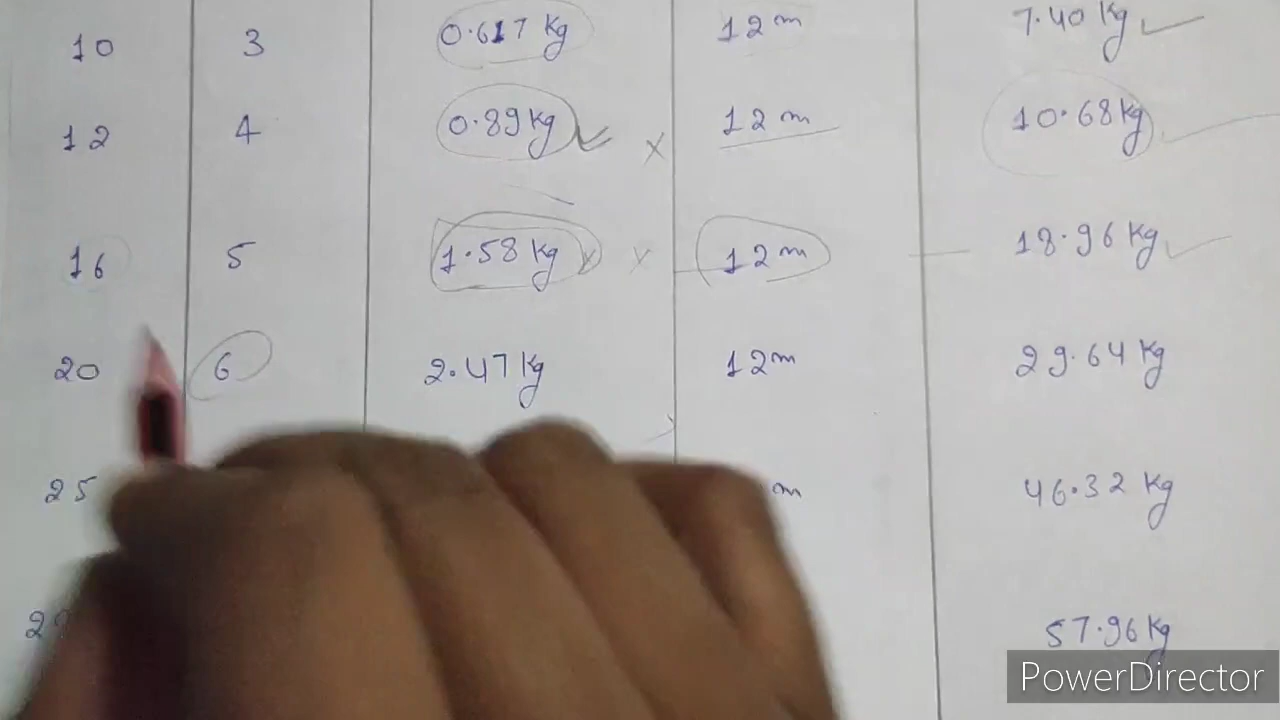 10 3 0.617 kg 12 m 7.40 kg
12 4 0.89 kg × 12 m 10.68 kg
16 5 1.58 kg × 12 m 18.96 kg
20 6 2.47 kg 12 m 29.64 kg
25 m 46.32 kg
57.96 kg
PowerDirector